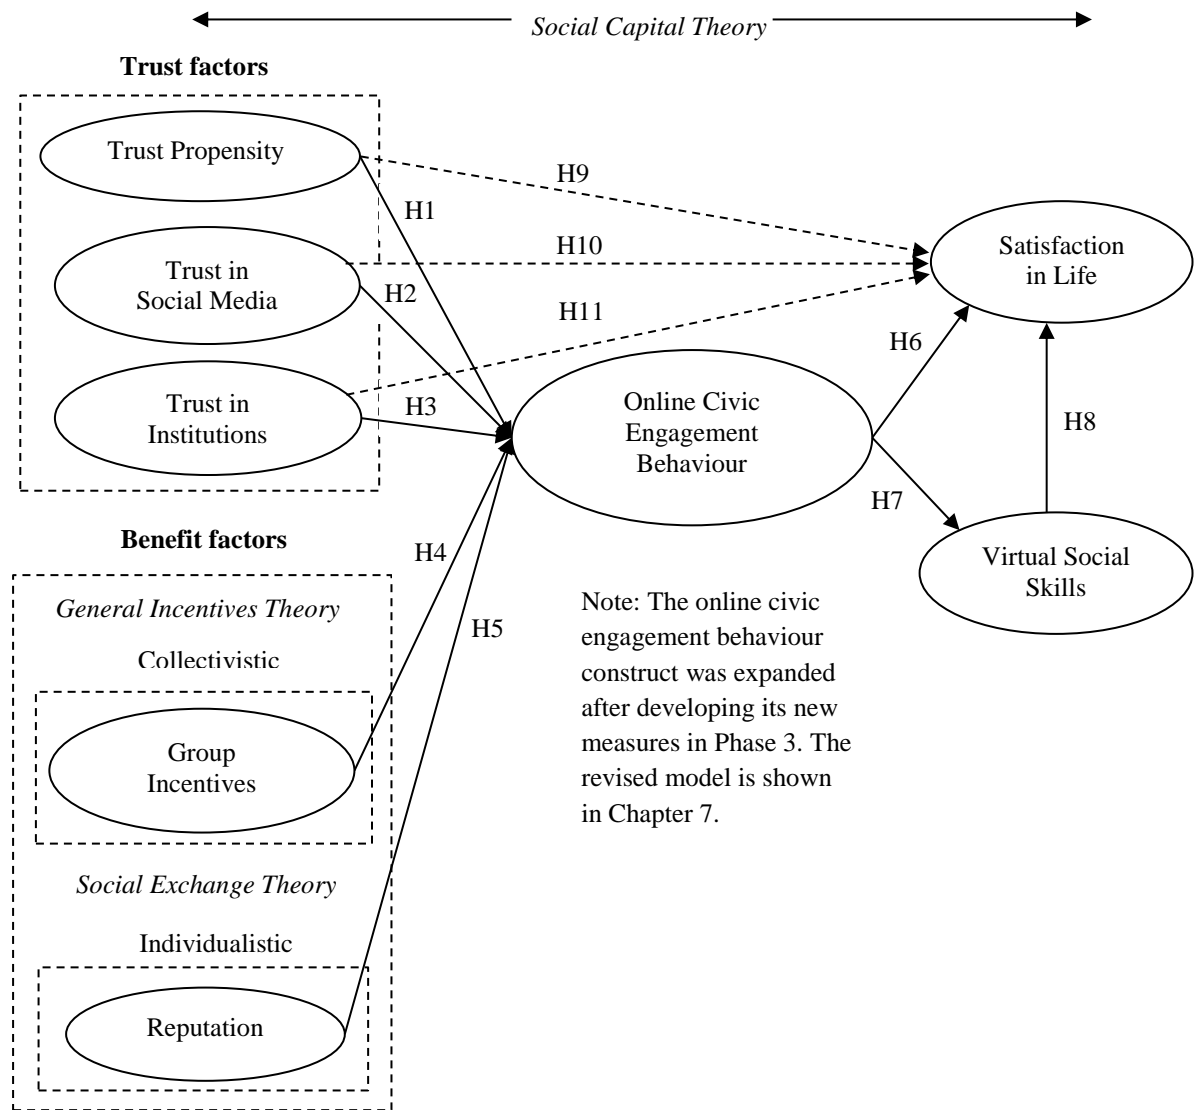 Social Capital Theory
Trust factors
Trust Propensity
H9
H1
Satisfaction
in Life
H10
Trust in
Social Media
H2
H11
H6
Trust in
Institutions
H3
Online Civic
Engagement
Behaviour
H8
H7
Benefit factors
H4
Virtual Social
Skills
General Incentives Theory
H5
Collectivistic
Group
Incentives
Note: The online civic
engagement behaviour
construct was expanded
after developing its new
measures in Phase 3. The
revised model is shown
in Chapter 7.
Social Exchange Theory
Individualistic
Reputation